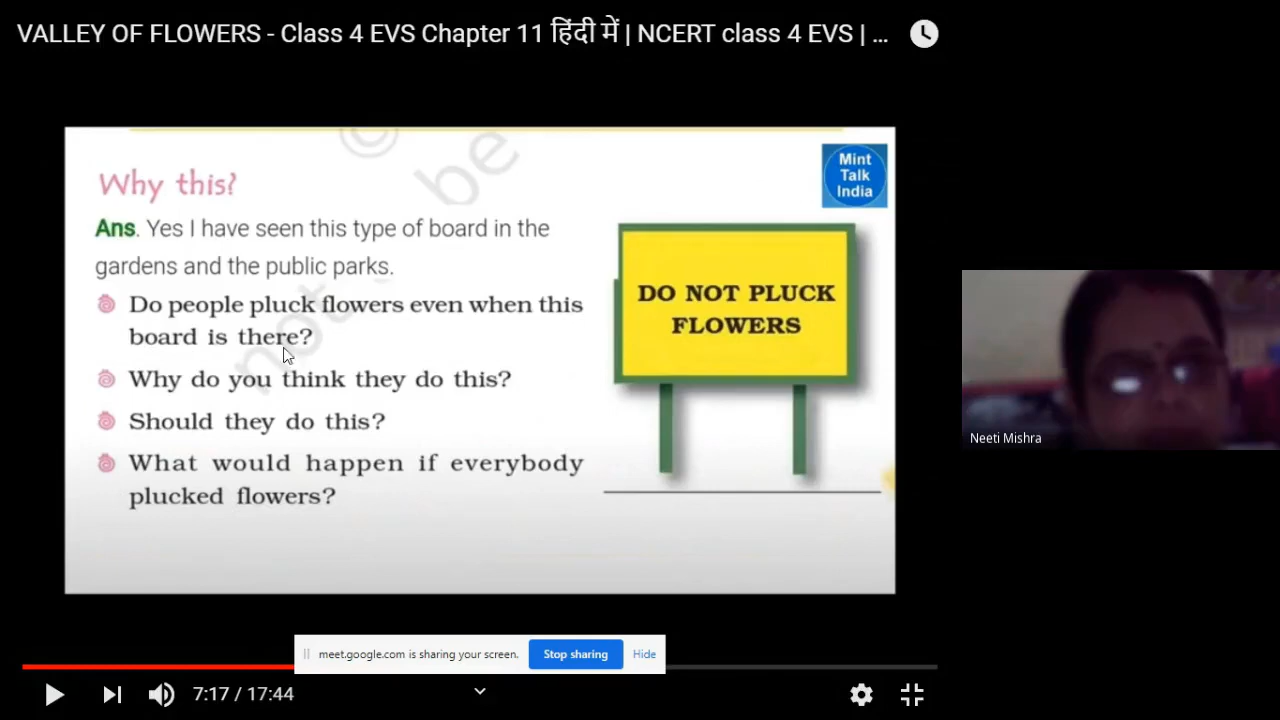 VALLEY OF FLOWERS - Class 4 EVS Chapter 11 हिंदी में | NCERT class 4 EVS | ...
not be
Why this?
Mint
Talk
India
Ans. Yes I have seen this type of board in the
gardens and the public parks.
Do people pluck flowers even when this
board is there?
Why do you think they do this?
Should they do this?
What would happen if everybody
plucked flowers?
DO NOT PLUCK
FLOWERS
Neeti Mishra
meet.google.com is sharing your screen.
Stop sharing
Hide
7:17 / 17:44